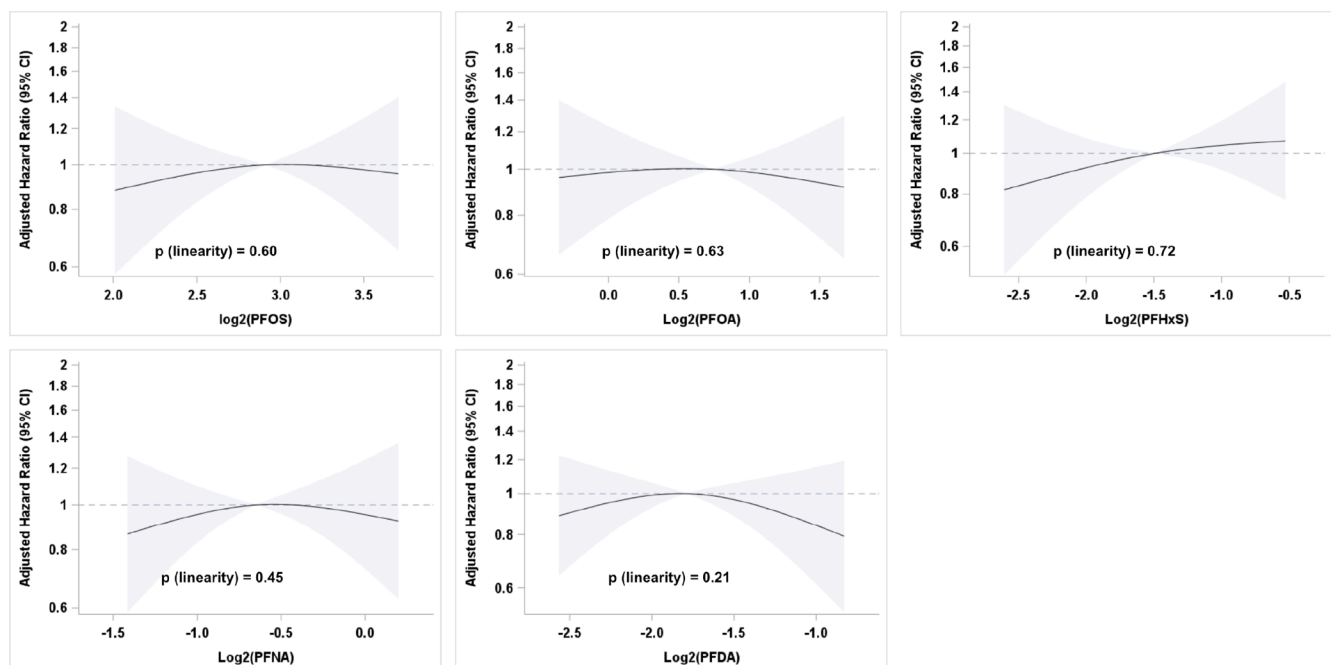 Adjusted Hazard Ratio (95% CI)
2
1.8
1.6
1.4
1.2
1
0.8
0.6
p (linearity) = 0.60
2.0 2.5 3.0 3.5
log2(PFOS)
Adjusted Hazard Ratio (95% CI)
2
1.8
1.6
1.4
1.2
1
0.8
0.6
p (linearity) = 0.63
0.0 0.5 1.0 1.5
Log2(PFOA)
Adjusted Hazard Ratio (95% CI)
2
1.8
1.6
1.4
1.2
1
0.8
0.6
p (linearity) = 0.72
-2.5 -2.0 -1.5 -1.0 -0.5
Log2(PFHxS)
Adjusted Hazard Ratio (95% CI)
2
1.8
1.6
1.4
1.2
1
0.8
0.6
p (linearity) = 0.45
-1.5 -1.0 -0.5 0.0
Log2(PFNA)
Adjusted Hazard Ratio (95% CI)
2
1.8
1.6
1.4
1.2
1
0.8
0.6
p (linearity) = 0.21
-2.5 -2.0 -1.5 -1.0
Log2(PFDA)